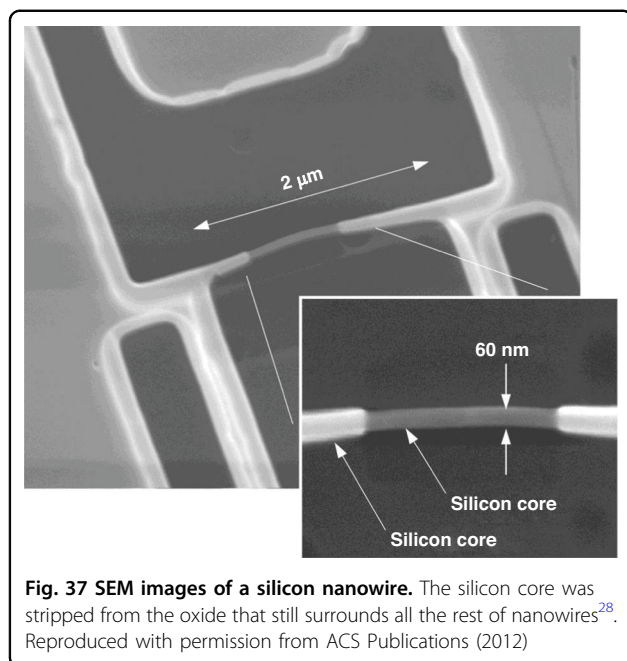 2 μm
60 nm
Silicon core
Silicon core
Fig. 37 SEM images of a silicon nanowire. The silicon core was
stripped from the oxide that still surrounds all the rest of nanowires28.
Reproduced with permission from ACS Publications (2012)